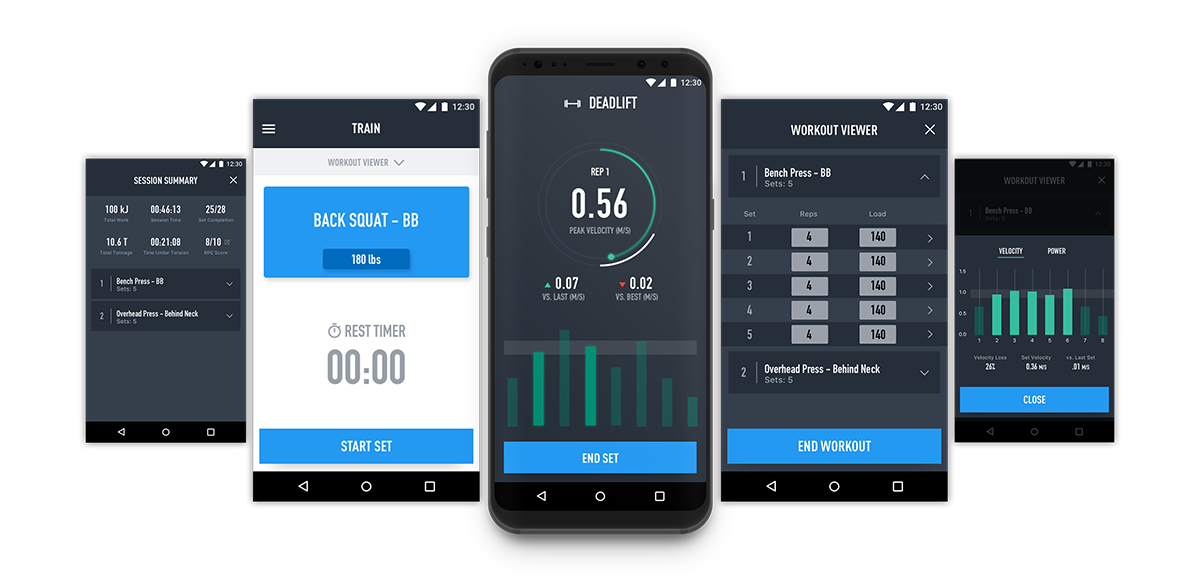 12:30
SESSION SUMMARY
100 kJ 00:46:13 25/28
Total Work Session Time Set Completion
10.6 T 00:21:08 8/10
Total Tonnage Time Under Tension RPE Score
1 Bench Press – BB
Sets: 5
2 Overhead Press – Behind Neck
Sets: 5
12:30
TRAIN
WORKOUT VIEWER
BACK SQUAT – BB
180 lbs
REST TIMER
00:00
START SET
12:30
DEADLIFT
REP 1
0.56
PEAK VELOCITY (M/S)
0.07 0.02
VS. LAST (M/S) VS. BEST (M/S)
END SET
12:30
WORKOUT VIEWER
1 Bench Press – BB
Sets: 5
Set Reps Load
1 4 140
2 4 140
3 4 140
4 4 140
5 4 140
2 Overhead Press – Behind Neck
Sets: 5
END WORKOUT
12:30
WORKOUT VIEWER
1 Bench Press – BB
Sets: 5
VELOCITY POWER
1.5
1.0
0.5
0.0
1 2 3 4 5 6 7 8
Velocity Loss Set Velocity vs. Last Set
26% 0.36 M/S .01 M/S
CLOSE